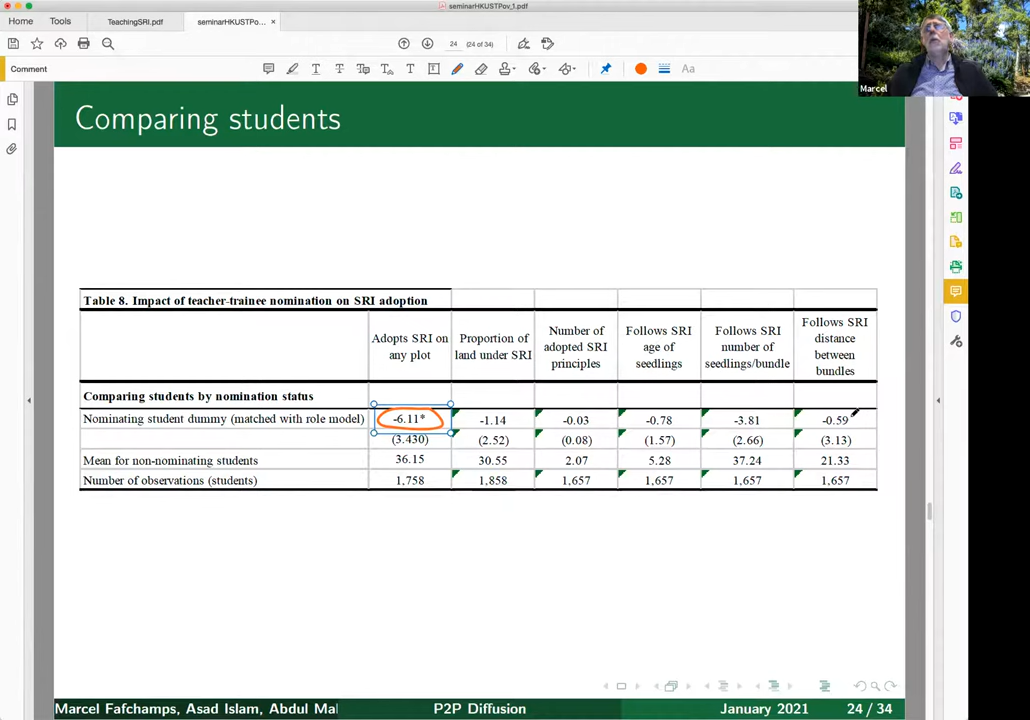 seminarHKUSTPov_1.pdf
Home Tools TeachingSRI.pdf seminarHKUSTPo... ×
24 (24 of 34)
Comment
Aa
Marcel
Comparing students
Table 8. Impact of teacher-trainee nomination on SRI adoption
Adopts SRI on any plot Proportion of land under SRI Number of adopted SRI principles Follows SRI age of seedlings Follows SRI number of seedlings/bundle Follows SRI distance between bundles
Comparing students by nomination status
Nominating student dummy (matched with role model) -6.11* -1.14 -0.03 -0.78 -3.81 -0.59
(3.430) (2.52) (0.08) (1.57) (2.66) (3.13)
Mean for non-nominating students 36.15 30.55 2.07 5.28 37.24 21.33
Number of observations (students) 1,758 1,858 1,657 1,657 1,657 1,657
Marcel Fafchamps, Asad Islam, Abdul Mal P2P Diffusion January 2021 24 / 34